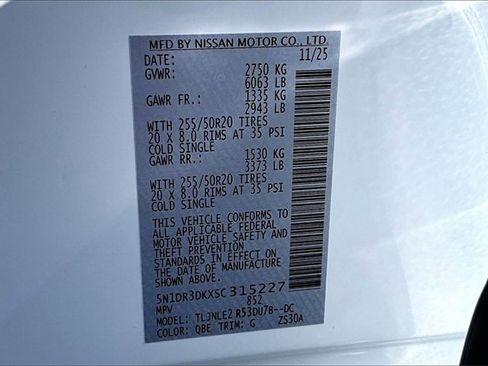 MFD BY NISSAN MOTOR CO., LTD.
DATE: 11/25
GVWR: 2750 KG
6063 LB
GAWR FR.: 1335 KG
2943 LB
WITH 255/50R20 TIRES
20 X 8.0 RIMS AT 35 PSI
COLD SINGLE
GAWR RR.: 1530 KG
3373 LB
WITH 255/50R20 TIRES
20 X 8.0 RIMS AT 35 PSI
COLD SINGLE
THIS VEHICLE CONFORMS TO
ALL APPLICABLE FEDERAL
MOTOR VEHICLE SAFETY AND
THEFT PREVENTION
STANDARDS IN EFFECT ON
THE DATE OF MANUFACTURE
SHOWN ABOVE.
5N1DR3DKXSC315227
MPV 852
MODEL: TLJNLE2 R53DU7B--DC
COLOR: QBE TRIM: G ZS30A